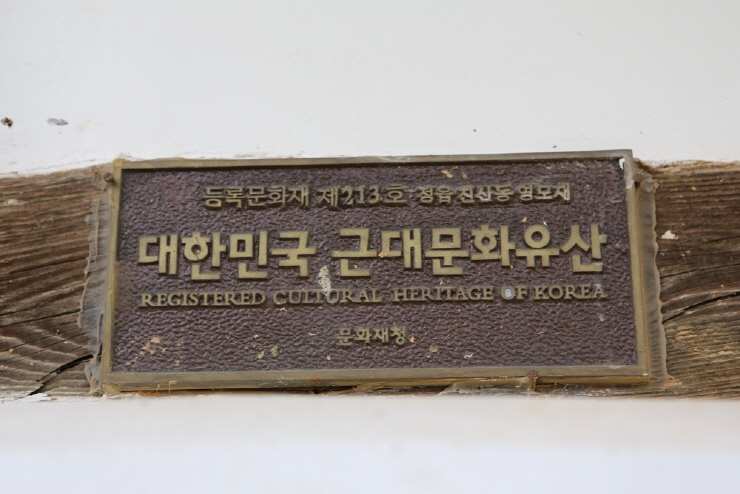 등록문화재 제213호 정읍 진산동 영모재
대한민국 근대문화유산
REGISTERED CULTURAL HERITAGE OF KOREA
문화재청